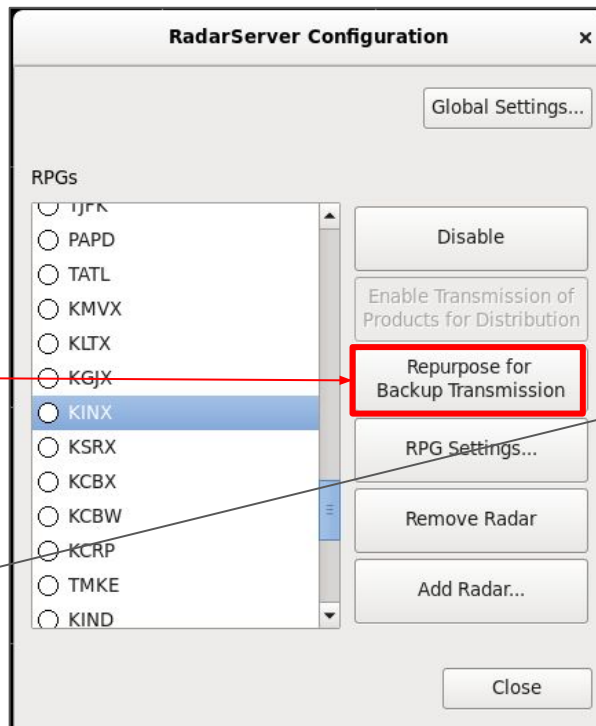 RadarServer Configuration ×
Global Settings...
RPGs
TJFK
PAPD
TATL
KMVX
KLTX
KGJX
KINX
KSRX
KCBX
KCBW
KCRP
TMKE
KIND
Disable
Enable Transmission of
Products for Distribution
Repurpose for
Backup Transmission
RPG Settings...
Remove Radar
Add Radar...
Close